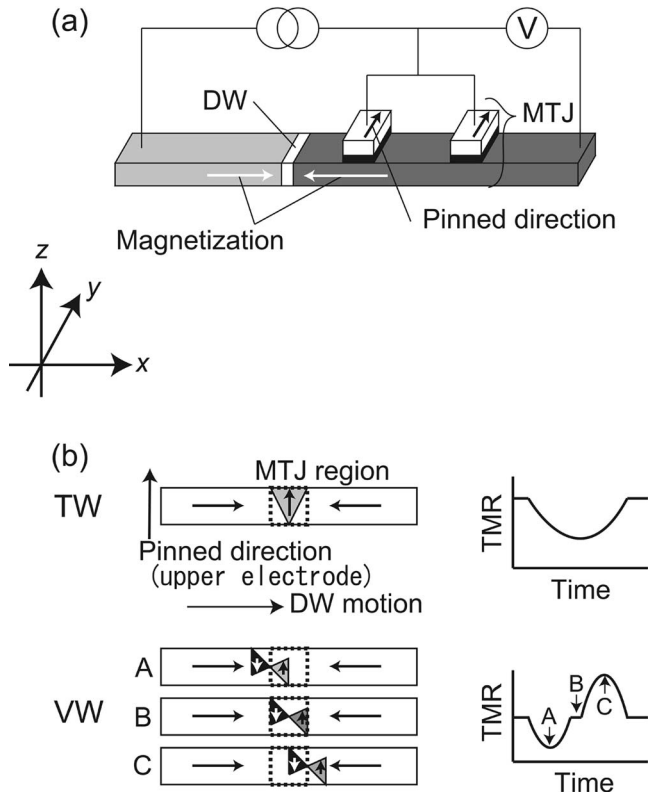 (a)
V
DW
MTJ
Magnetization
Pinned direction
z
y
x
(b)
MTJ region
TW
Pinned direction
(upper electrode)
DW motion
TMR
Time
A
VW
B
C
TMR
A
B
C
Time